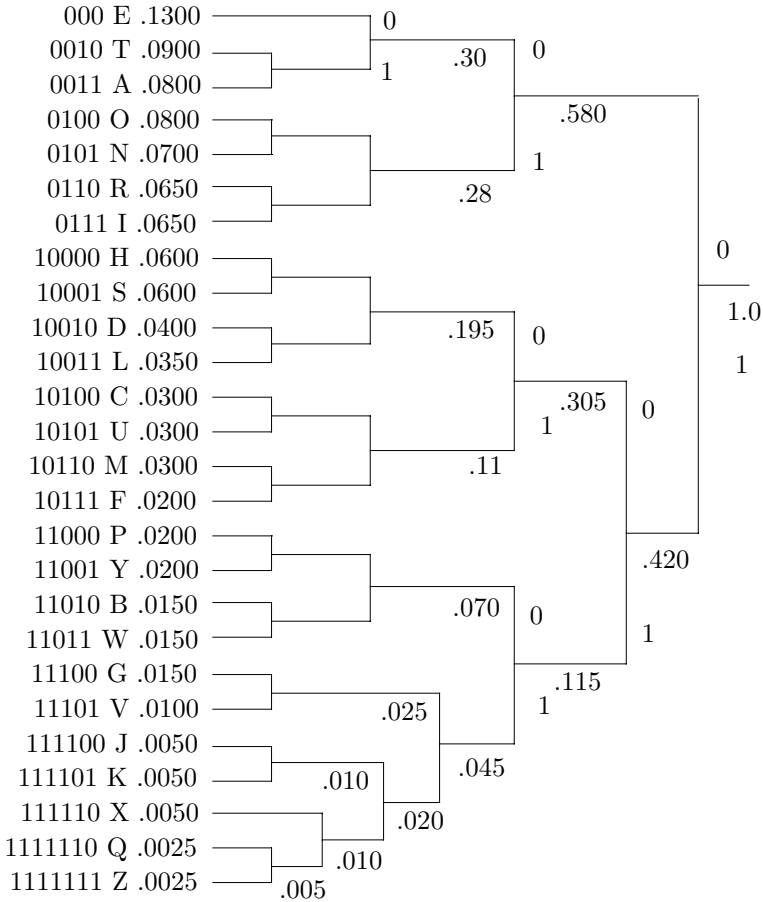 000 E .1300
0
0010 T .0900
.30
0
0011 A .0800
1
0100 O .0800
.580
0101 N .0700
1
0110 R .0650
.28
0111 I .0650
0
10000 H .0600
10001 S .0600
1.0
10010 D .0400
.195
0
10011 L .0350
1
10100 C .0300
.305
0
10101 U .0300
1
10110 M .0300
.11
10111 F .0200
11000 P .0200
.420
11001 Y .0200
11010 B .0150
.070
0
11011 W .0150
1
11100 G .0150
.115
11101 V .0100
.025
1
111100 J .0050
.045
111101 K .0050
.010
111110 X .0050
.020
1111110 Q .0025
.010
1111111 Z .0025
.005